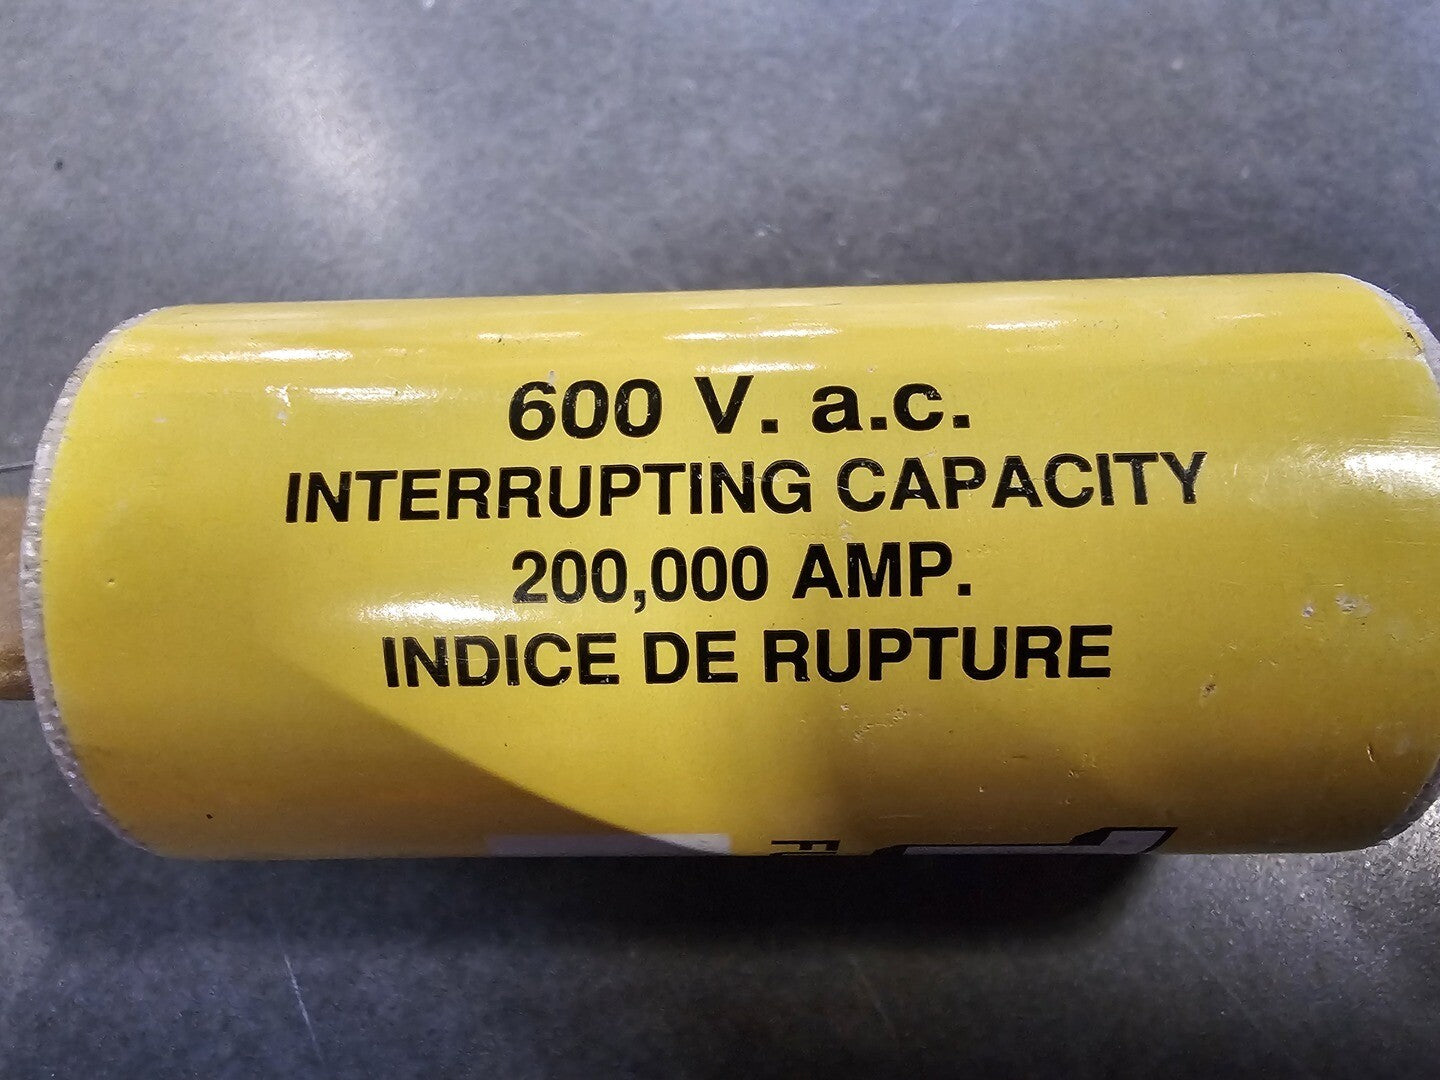 600 V. a.c.
INTERRUPTING CAPACITY
200,000 AMP.
INDICE DE RUPTURE